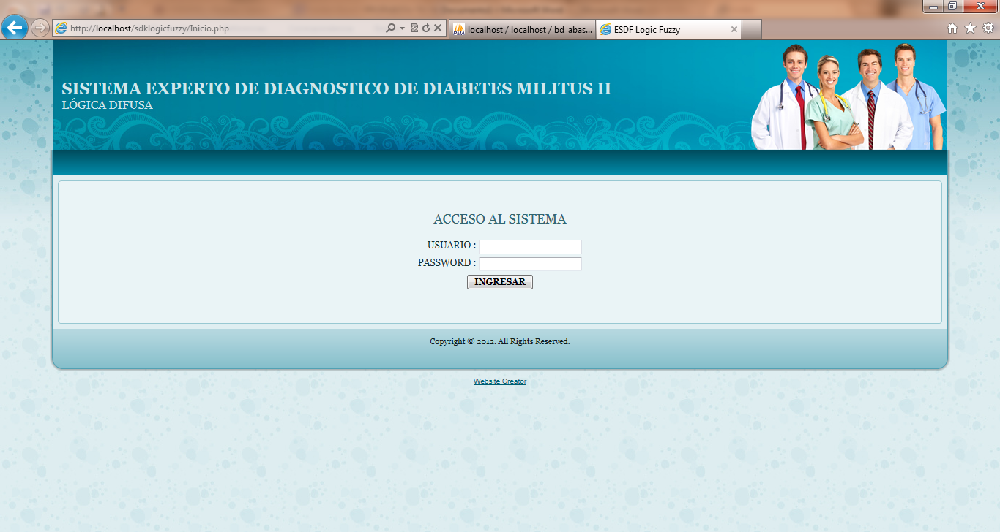 http://localhost/sdklogicfuzzy/Inicio.php
PMA
localhost / localhost / bd_abas...
ESDF Logic Fuzzy
SISTEMA EXPERTO DE DIAGNOSTICO DE DIABETES MILITUS II
LÓGICA DIFUSA
ACCESO AL SISTEMA
USUARIO :
PASSWORD :
INGRESAR
Copyright © 2012. All Rights Reserved.
Website Creator